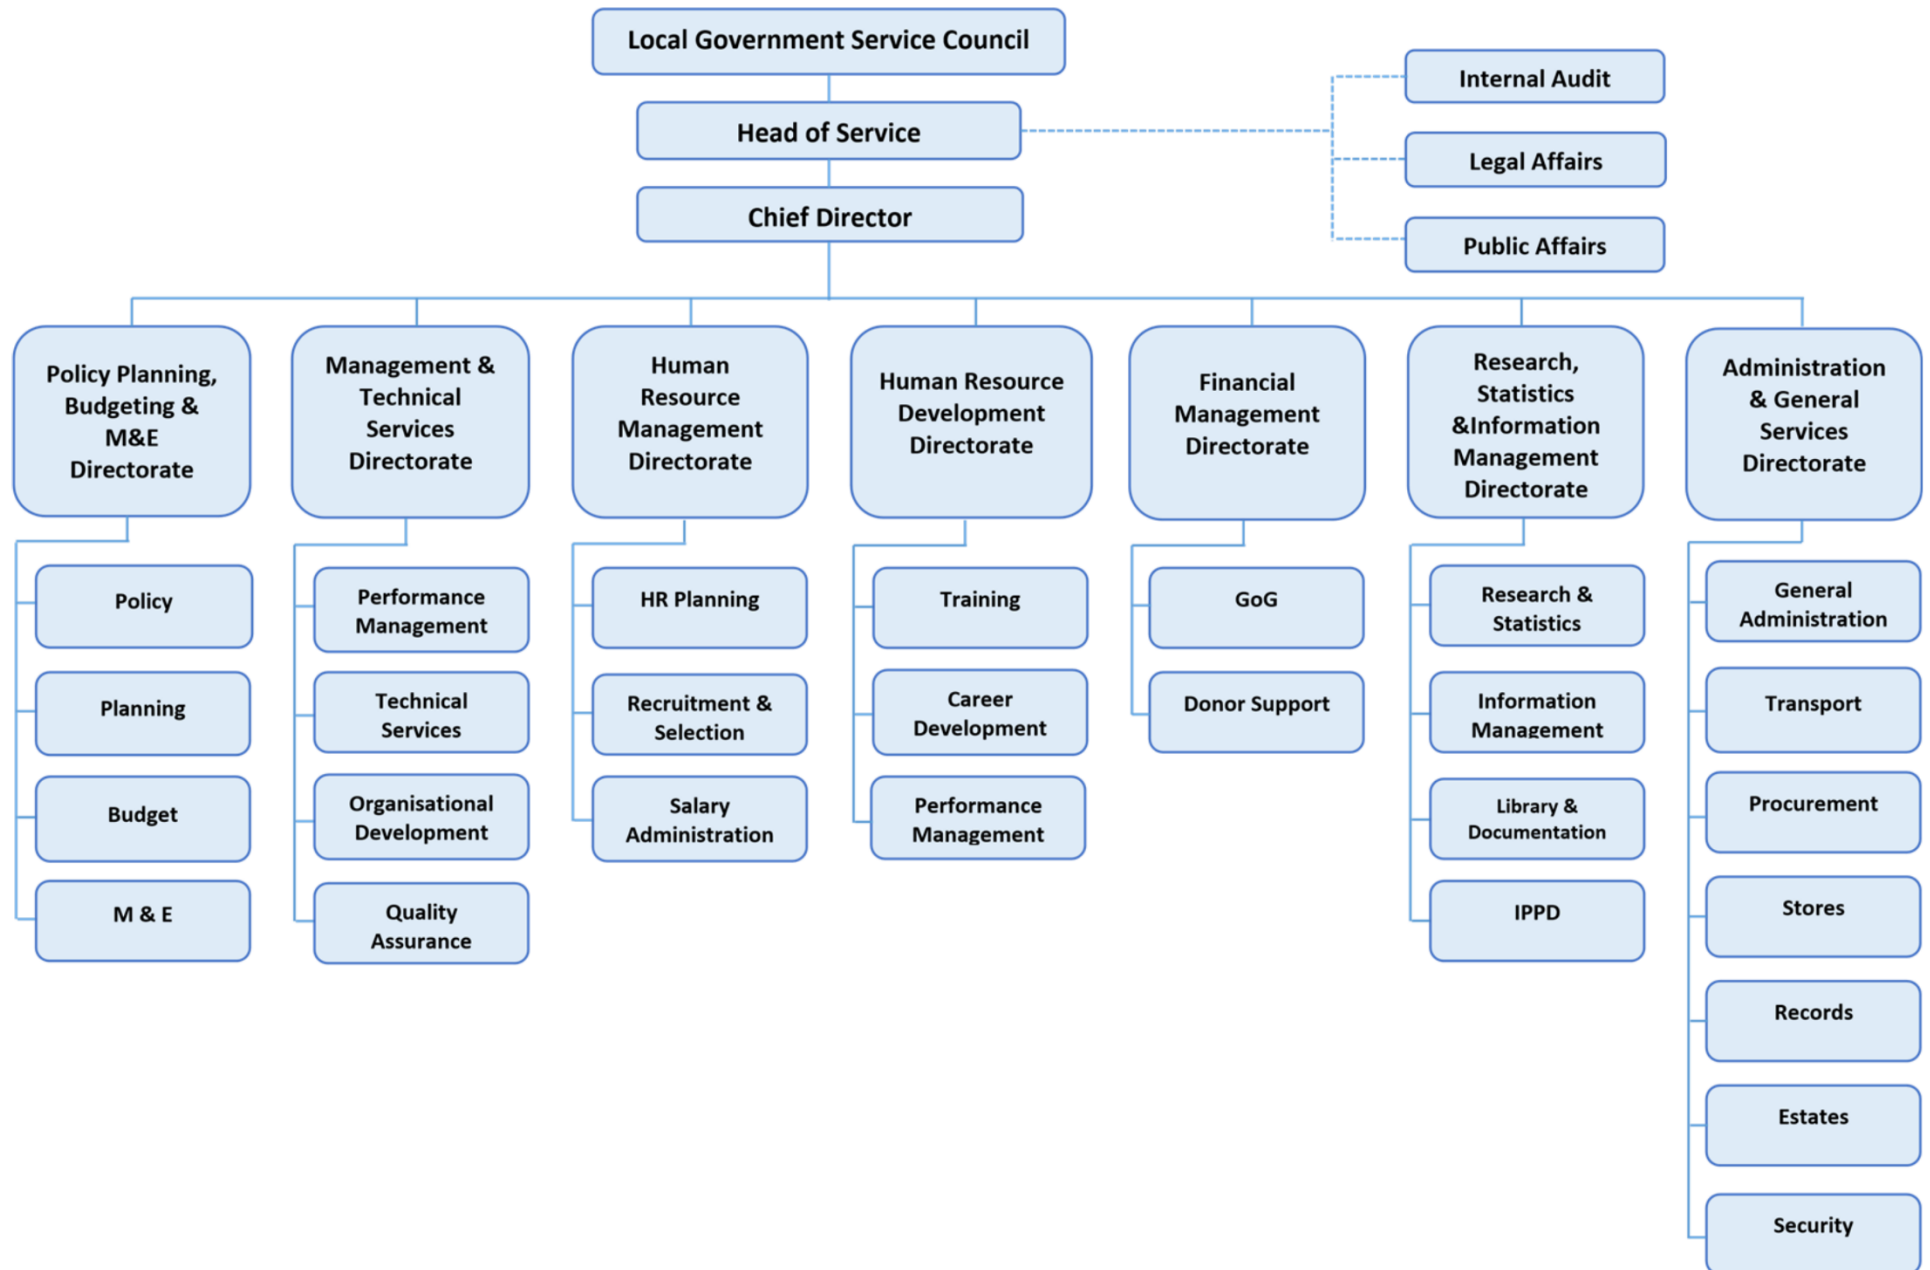 Local Government Service Council
Head of Service
Chief Director
Internal Audit
Legal Affairs
Public Affairs
Policy Planning,
Budgeting &
M&E
Directorate
Policy
Planning
Budget
M & E
Management &
Technical
Services
Directorate
Performance
Management
Technical
Services
Organisational
Development
Quality
Assurance
Human
Resource
Management
Directorate
HR Planning
Recruitment &
Selection
Salary
Administration
Human Resource
Development
Directorate
Training
Career
Development
Performance
Management
Financial
Management
Directorate
GoG
Donor Support
Research,
Statistics
&Information
Management
Directorate
Research &
Statistics
Information
Management
Library &
Documentation
IPPD
Administration
& General
Services
Directorate
General
Administration
Transport
Procurement
Stores
Records
Estates
Security